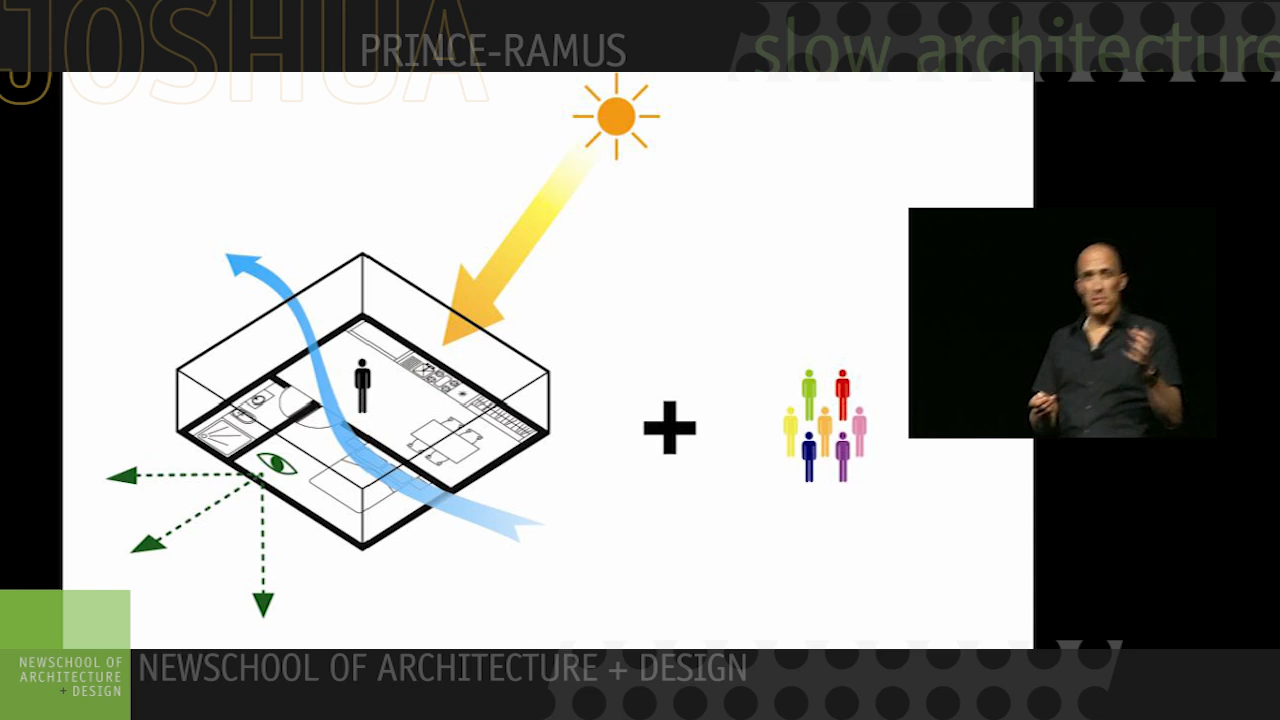 JOSHUA
PRINCE-RAMUS
slow architecture
NEWSCHOOL OF
ARCHITECTURE
+ DESIGN
NEWSCHOOL OF ARCHITECTURE + DESIGN